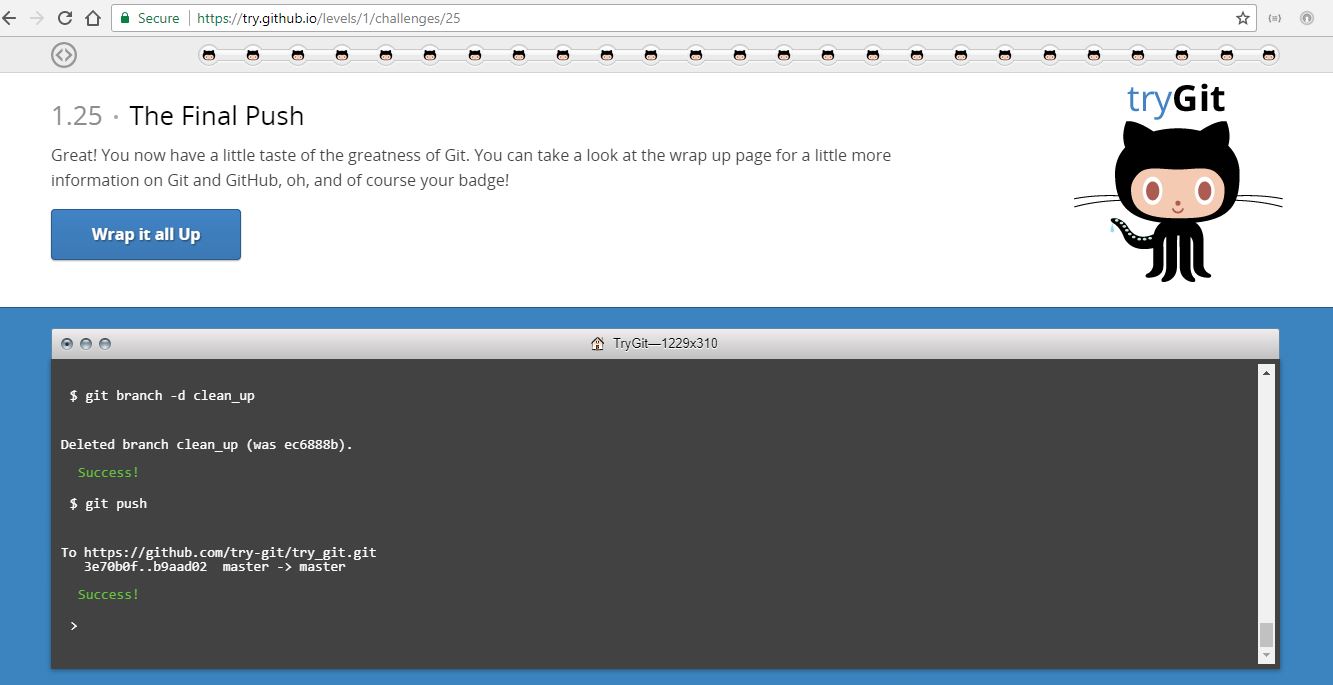 Secure https://try.github.io/levels/1/challenges/25
tryGit
1.25 · The Final Push
Great! You now have a little taste of the greatness of Git. You can take a look at the wrap up page for a little more
information on Git and GitHub, oh, and of course your badge!
Wrap it all Up
TryGit—1229x310
$ git branch -d clean_up
Deleted branch clean_up (was ec6888b).
Success!
$ git push
To https://github.com/try-git/try_git.git
3e70b0f..b9aad02  master -> master
Success!
>